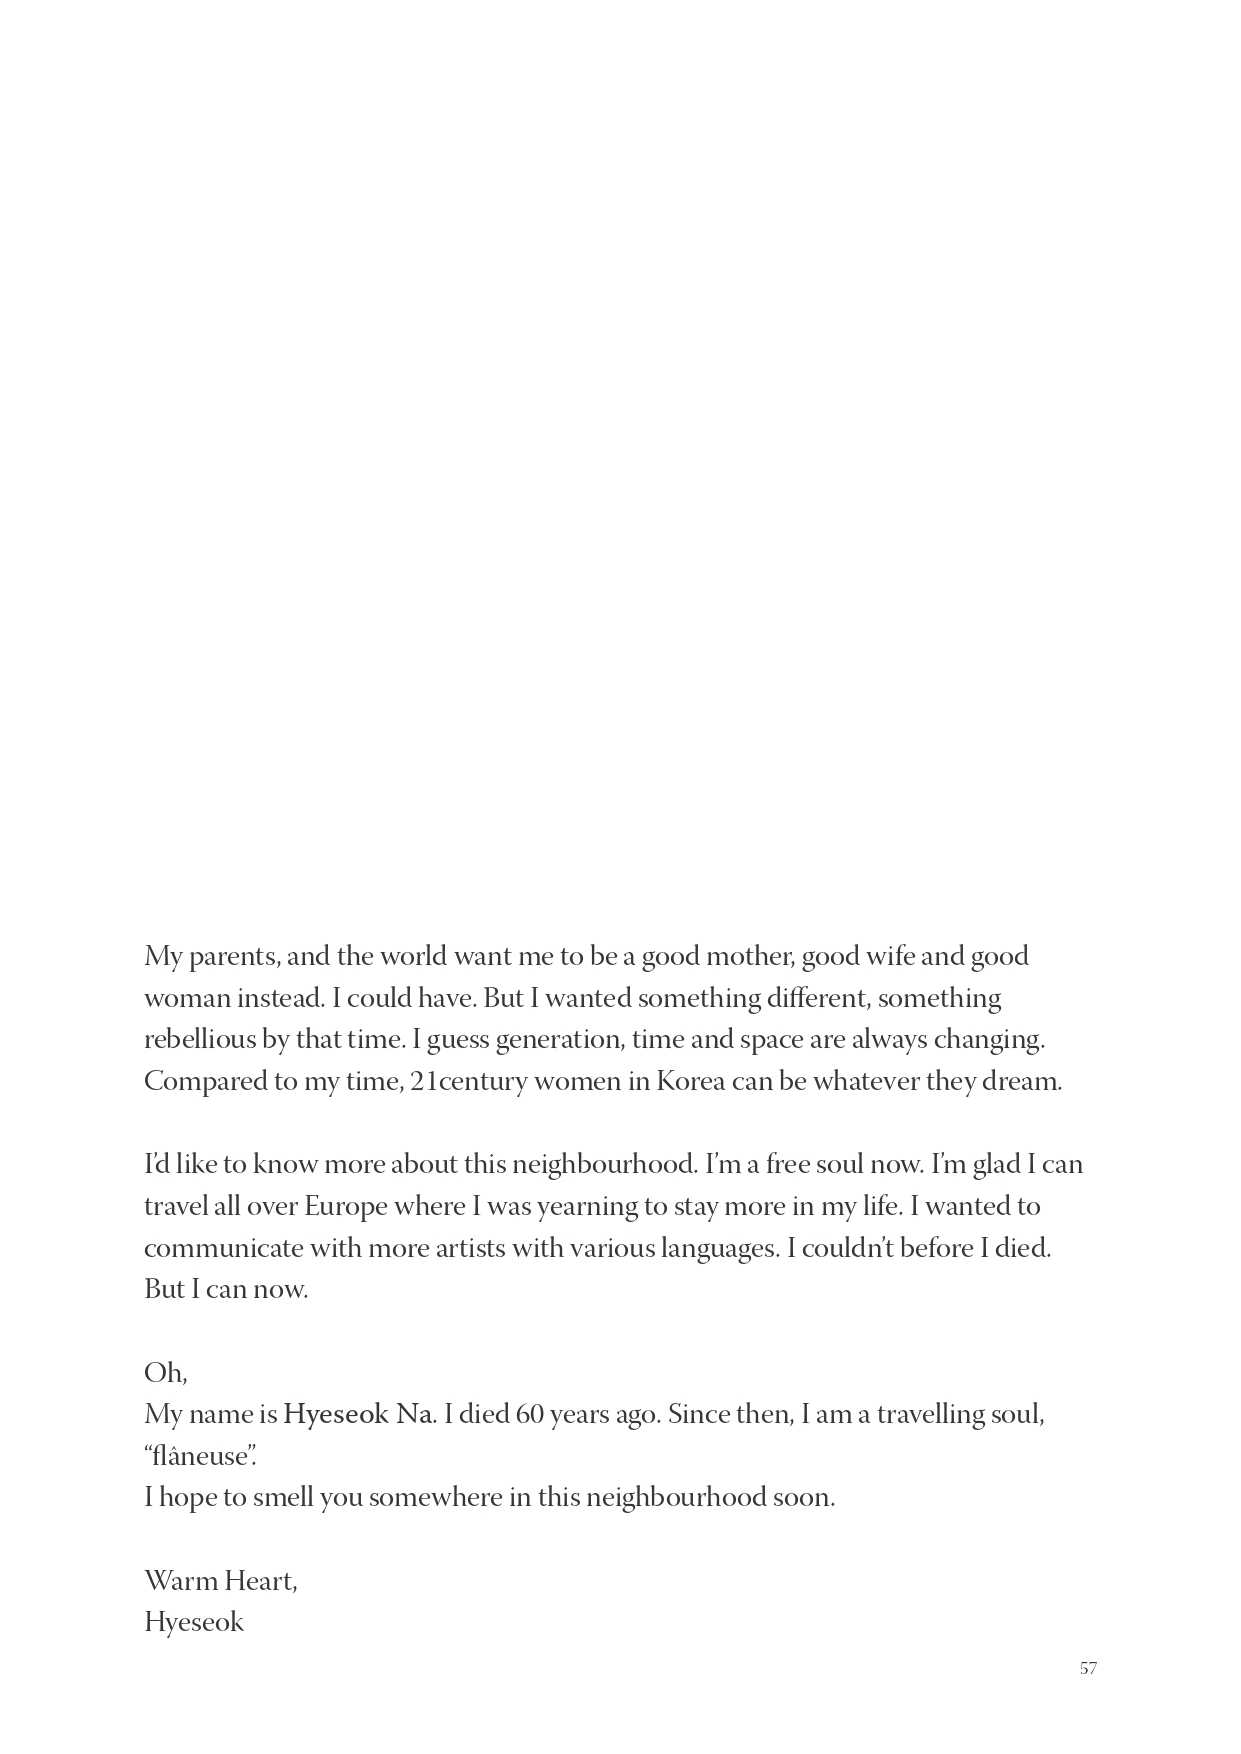 My parents, and the world want me to be a good mother, good wife and good
woman instead. I could have. But I wanted something different, something
rebellious by that time. I guess generation, time and space are always changing.
Compared to my time, 21century women in Korea can be whatever they dream.
I’d like to know more about this neighbourhood. I’m a free soul now. I’m glad I can
travel all over Europe where I was yearning to stay more in my life. I wanted to
communicate with more artists with various languages. I couldn’t before I died.
But I can now.
Oh,
My name is Hyeseok Na. I died 60 years ago. Since then, I am a travelling soul,
“flâneuse”.
I hope to smell you somewhere in this neighbourhood soon.
Warm Heart,
Hyeseok
57